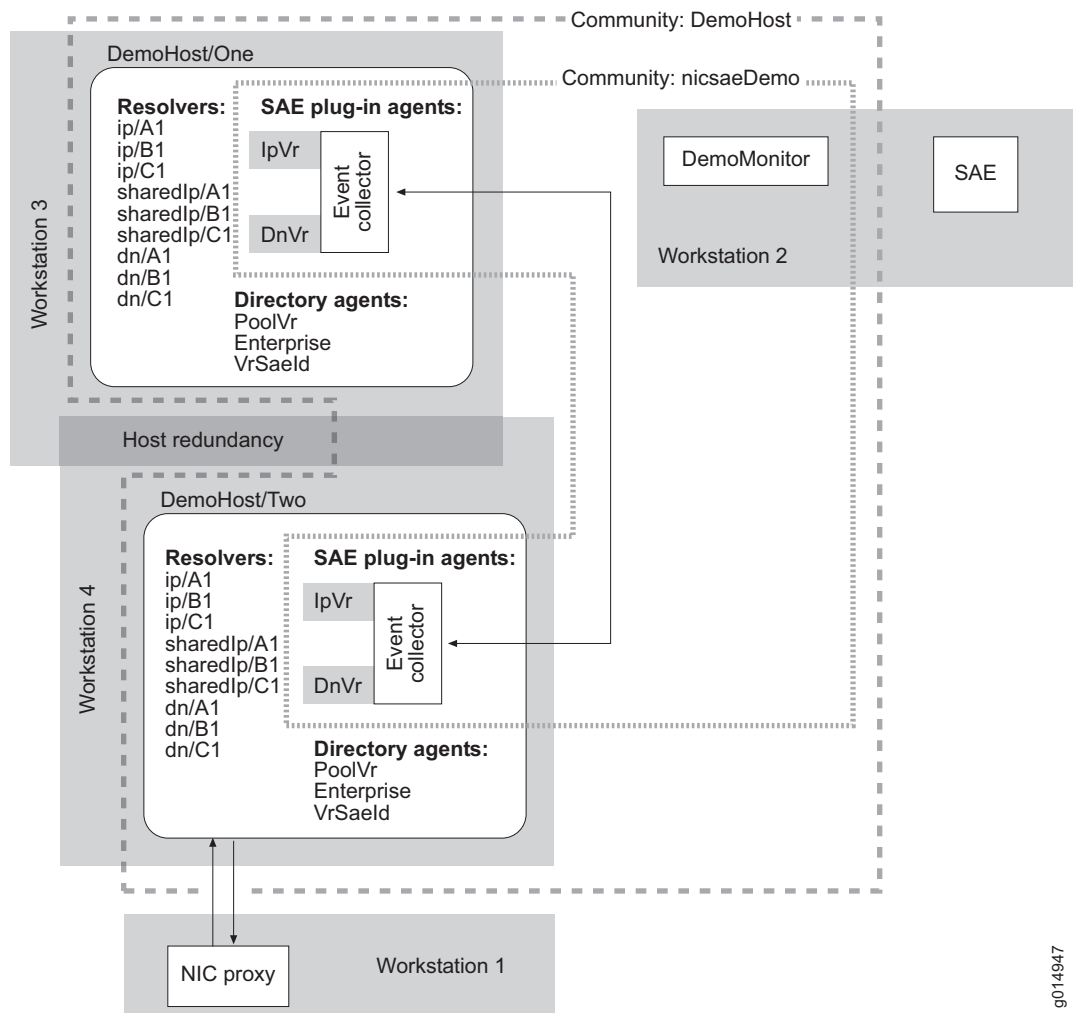 Community: DemoHost
DemoHost/One
Community: nicsaeDemo
Resolvers:
ip/A1
ip/B1
ip/C1
sharedIp/A1
sharedIp/B1
sharedIp/C1
dn/A1
dn/B1
dn/C1
SAE plug-in agents:
IpVr
DnVr
Event
collector
Directory agents:
PoolVr
Enterprise
VrSaeId
Workstation 3
DemoMonitor
SAE
Workstation 2
Host redundancy
DemoHost/Two
Resolvers:
ip/A1
ip/B1
ip/C1
sharedIp/A1
sharedIp/B1
sharedIp/C1
dn/A1
dn/B1
dn/C1
SAE plug-in agents:
IpVr
DnVr
Event
collector
Directory agents:
PoolVr
Enterprise
VrSaeId
Workstation 4
NIC proxy
Workstation 1
g014947